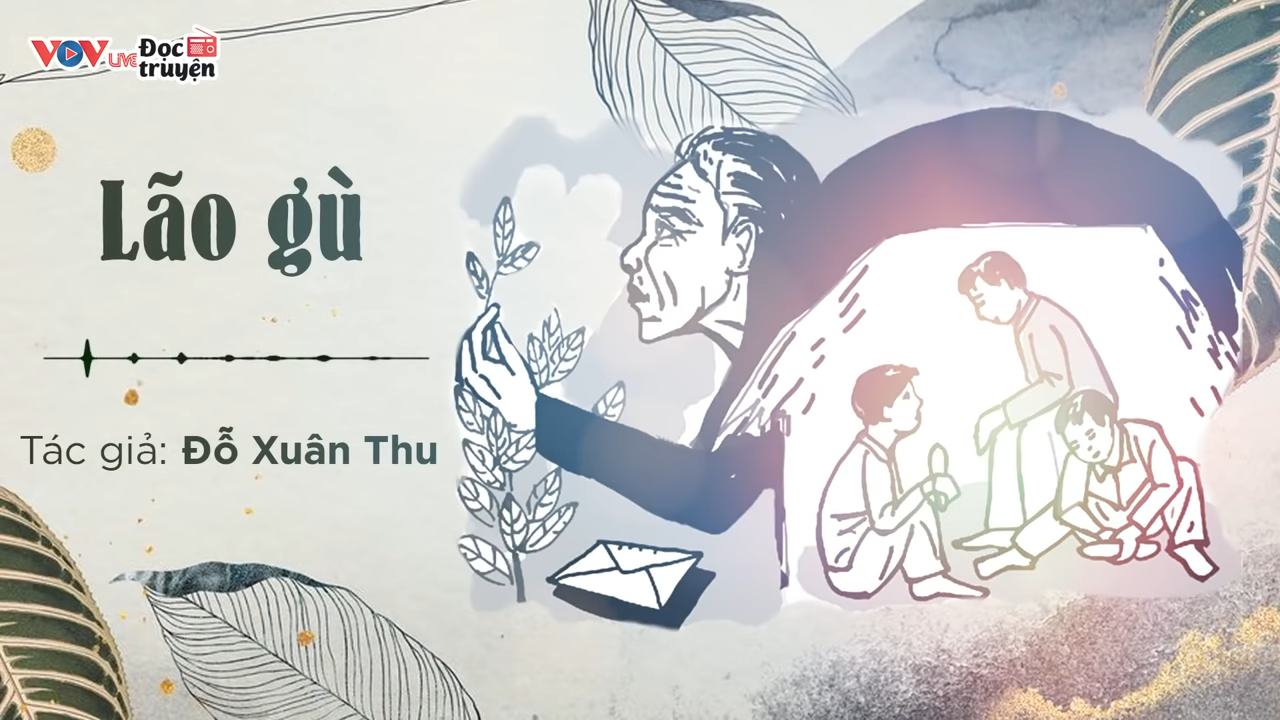 VOV LIVE Đọc
truyện
Lão gù
Tác giả: Đỗ Xuân Thu